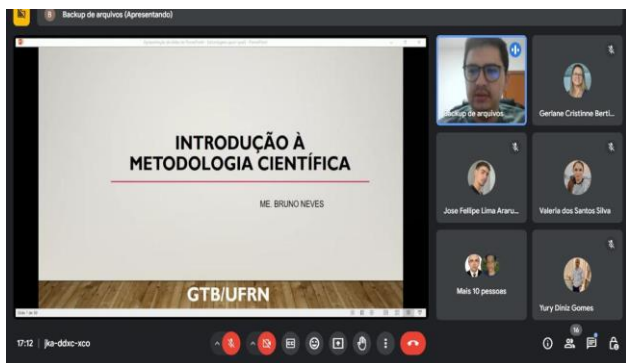 B Backup de arquivos (Apresentando)
INTRODUÇÃO À
METODOLOGIA CIENTÍFICA
ME. BRUNO NEVES
GTB/UFRN
Backup de arquivos
Gerlane Cristinne Berti...
Jose Fellipe Lima Araru...
Valeria dos Santos Silva
Mais 10 pessoas
Yury Diniz Gomes
17:12 | jka-ddxc-xco
16